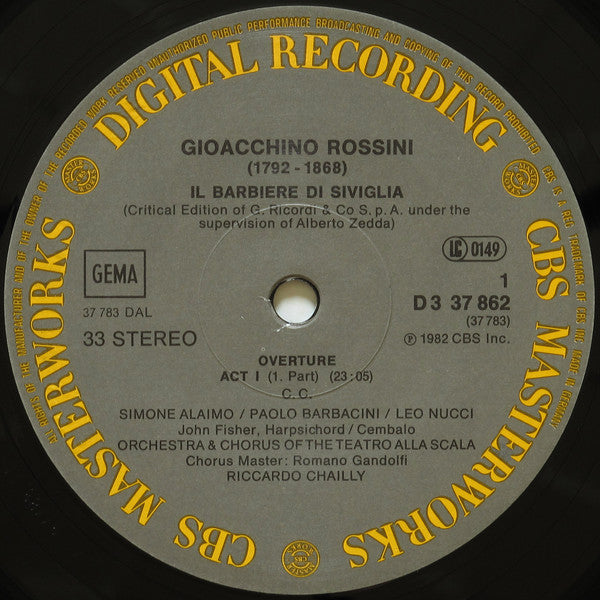 ALL RIGHTS OF THE MANUFACTURER AND OF THE OWNER OF THE RECORDED WORK RESERVED UNAUTHORIZED PUBLIC PERFORMANCE BROADCASTING AND COPYING OF THIS RECORD PROHIBITED CBS IS A REG. TRADEMARK OF CBS INC. MADE IN GERMANY
DIGITAL RECORDING
GIOACCHINO ROSSINI
(1792 - 1868)
IL BARBIERE DI SIVIGLIA
(Critical Edition of G. Ricordi & Co S. p. A. under the
supervision of Alberto Zedda)
GEMA
LC 0149
37 783 DAL
1
D3 37 862
(37 783)
33 STEREO
℗ 1982 CBS Inc.
OVERTURE
ACT I (1. Part) (23:05)
C. C.
SIMONE ALAIMO / PAOLO BARBACINI / LEO NUCCI
John Fisher, Harpsichord / Cembalo
ORCHESTRA & CHORUS OF THE TEATRO ALLA SCALA
Chorus Master: Romano Gandolfi
RICCARDO CHAILLY
CBS MASTERWORKS
CBS MASTERWORKS